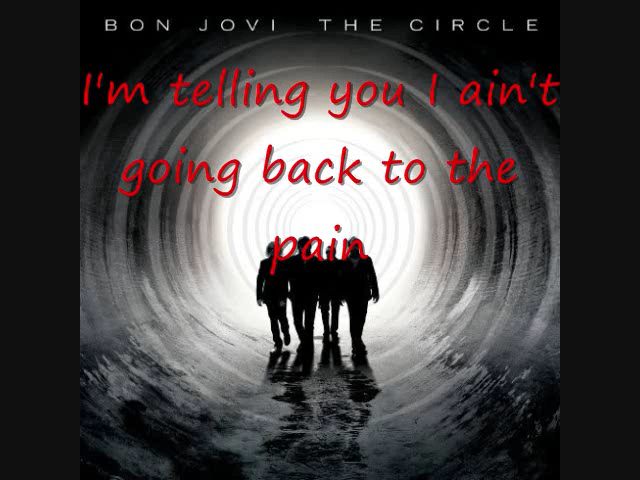 BON JOVI THE CIRCLE
I'm telling you I ain't
going back to the
pain